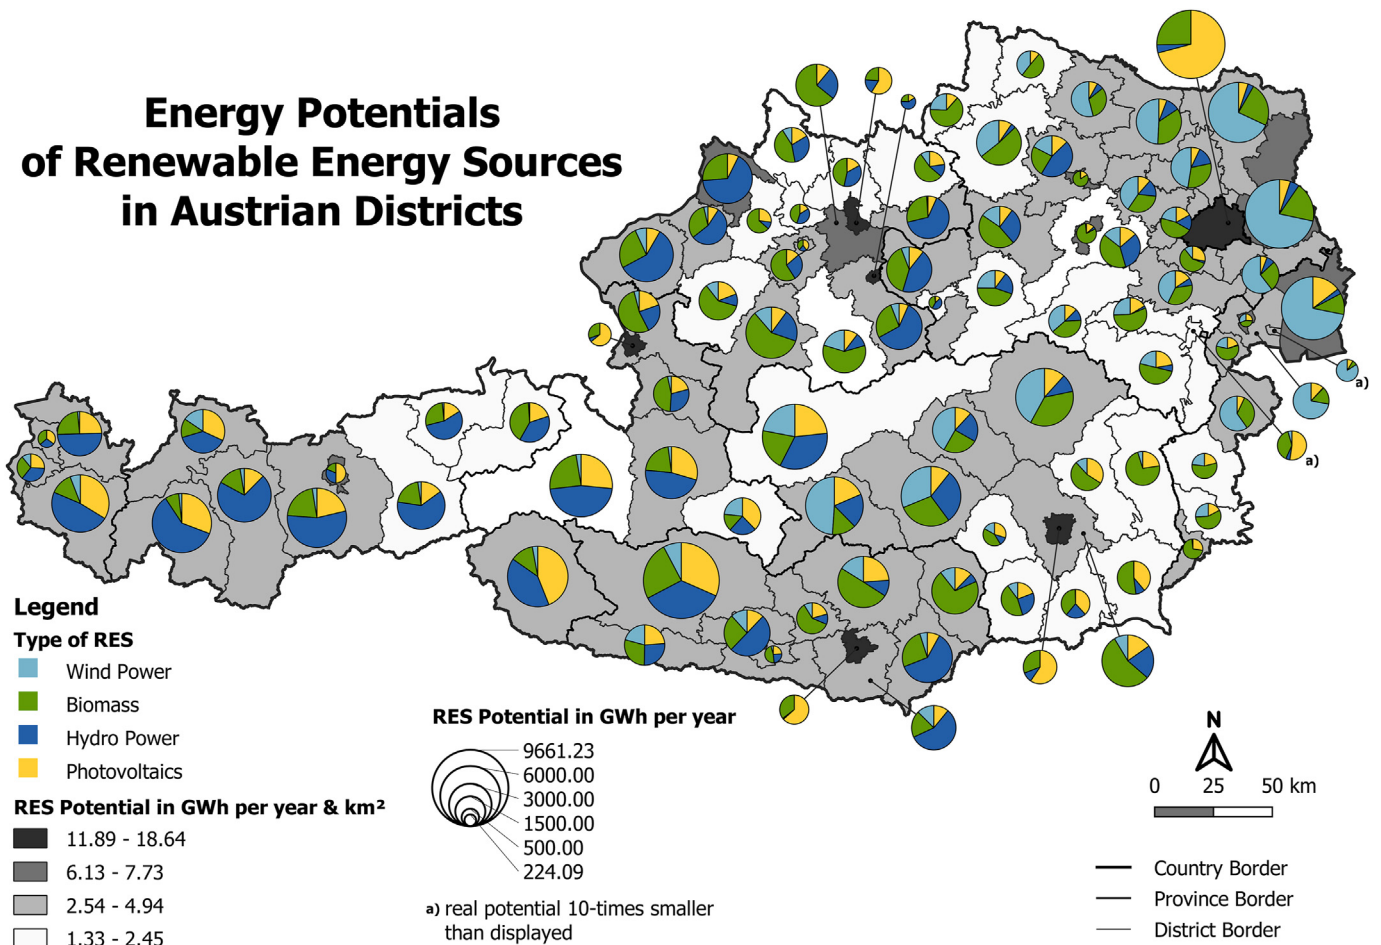 Energy Potentials
of Renewable Energy Sources
in Austrian Districts
a)
a)
Legend
Type of RES
Wind Power
Biomass
Hydro Power
Photovoltaics
RES Potential in GWh per year & km²
11.89 - 18.64
6.13 - 7.73
2.54 - 4.94
1.33 - 2.45
RES Potential in GWh per year
9661.23
6000.00
3000.00
1500.00
500.00
224.09
a) real potential 10-times smaller
than displayed
N
0 25 50 km
Country Border
Province Border
District Border